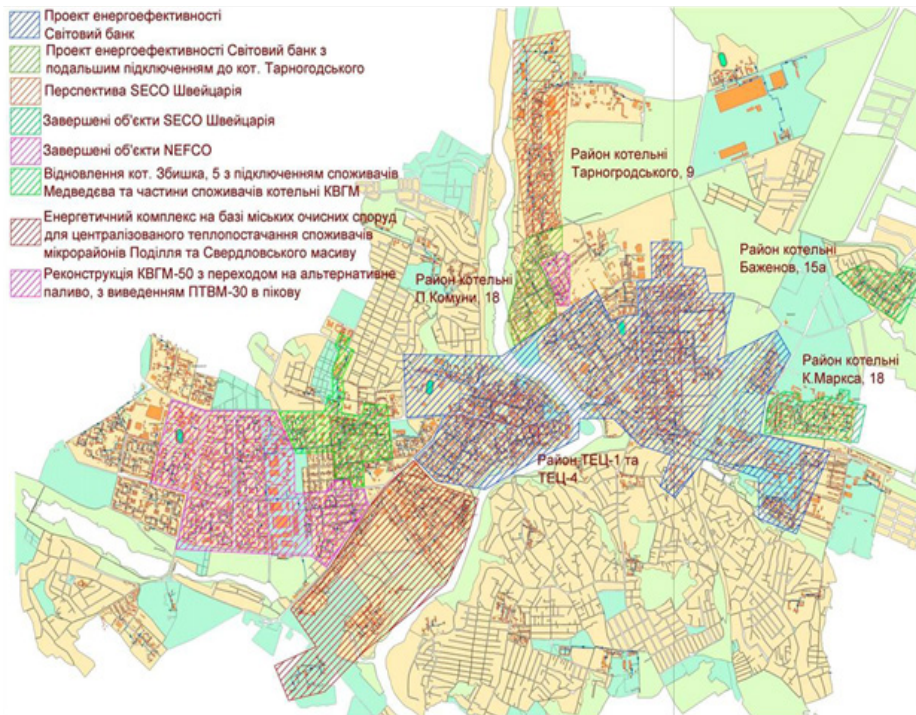 Проект енергоефективності
Світовий банк
Проект енергоефективності Світовий банк з
подальшим підключенням до кот. Тарногодського
Перспектива SECO Швейцарія
Завершені об'єкти SECO Швейцарія
Завершені об'єкти NEFCO
Відновлення кот. Збишка, 5 з підключенням споживачів
Медведєва та частини споживачів котельні КВГМ
Енергетичний комплекс на базі міських очисних споруд
для централізованого теплопостачання споживачів
мікрорайонів Поділля та Свердловського масиву
Реконструкція КВГМ-50 з переходом на альтернативне
паливо, з виведенням ПТВМ-30 в пікову
Район котельні
Тарногродського, 9
Район котельні
Баженов, 15а
Район котельні
П.Комуни, 18
Район котельні
К.Маркса, 18
Район ТЕЦ-1 та
ТЕЦ-4